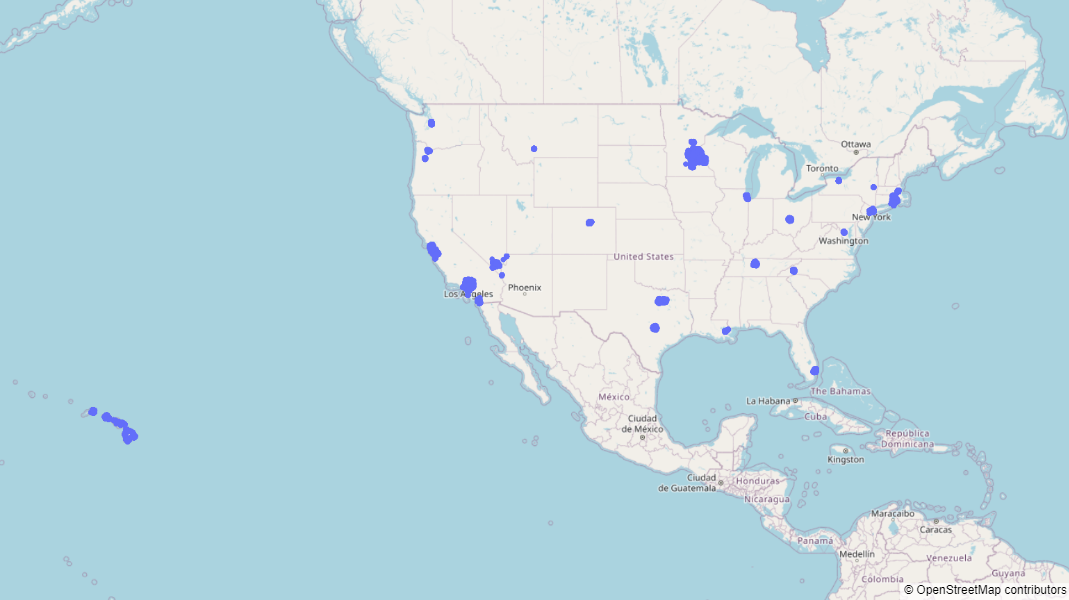 Ottawa
Toronto
New York
Washington
United States
Phoenix
Los Angeles
The Bahamas
La Habana
Cuba
México
Ciudad
de México
República
Dominicana
Kingston
Ciudad
de Guatemala
Honduras
Nicaragua
Maracaibo
Caracas
Panamá
Medellín
Venezuela
Colombia
Guyana
© OpenStreetMap contributors